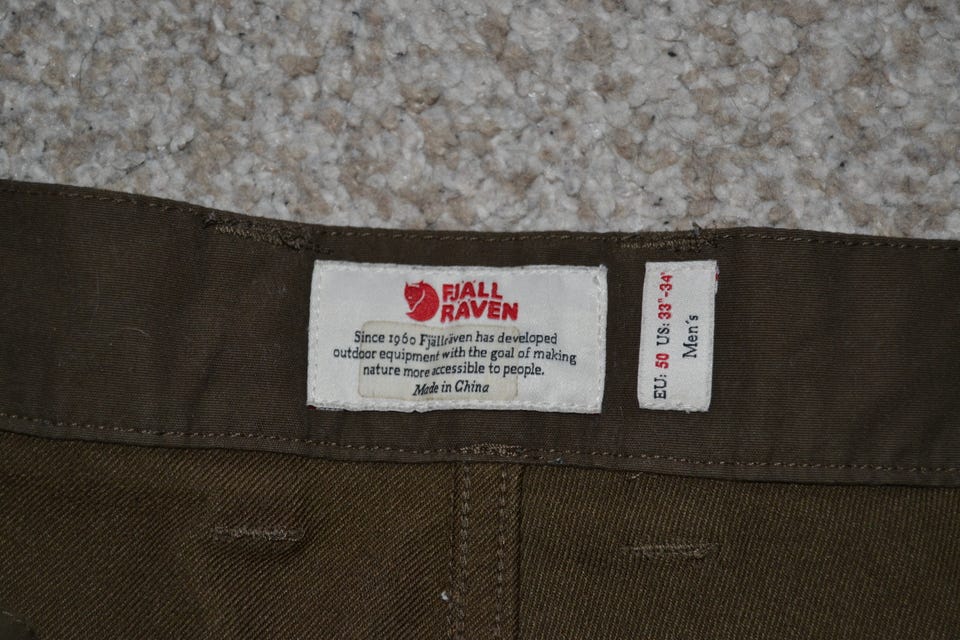 FJÄLL
RÄVEN
Since 1960 Fjällräven has developed
outdoor equipment with the goal of making
nature more accessible to people.
Made in China
EU: 50 US: 33"-34"
Men's